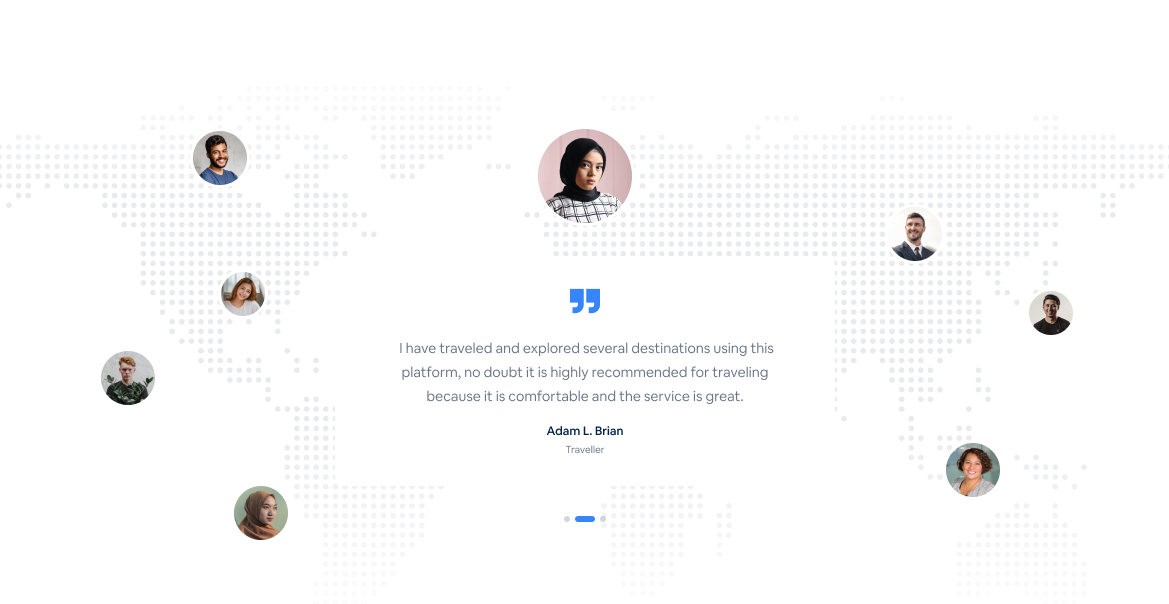 I have traveled and explored several destinations using this
platform, no doubt it is highly recommended for traveling
because it is comfortable and the service is great.
Adam L. Brian
Traveller